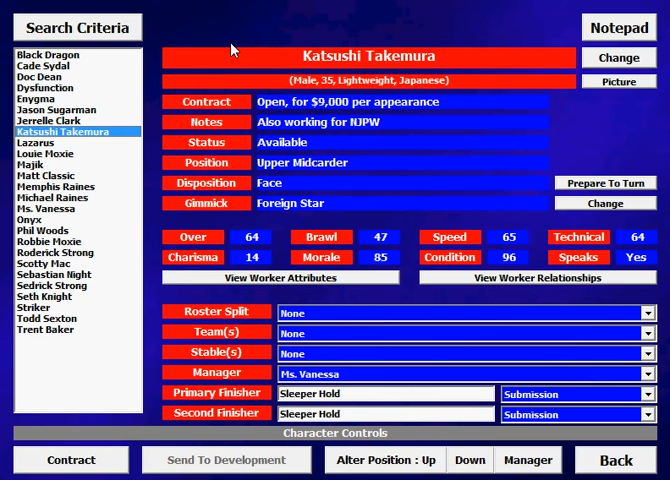 Search Criteria
Notepad
Black Dragon
Cade Sydal
Doc Dean
Dysfunction
Enygma
Jason Sugarman
Jerrelle Clark
Katsushi Takemura
Lazarus
Louie Moxie
Majik
Matt Classic
Memphis Raines
Michael Raines
Ms. Vanessa
Onyx
Phil Woods
Robbie Moxie
Roderick Strong
Scotty Mac
Sebastian Night
Sedrick Strong
Seth Knight
Striker
Todd Sexton
Trent Baker
Katsushi Takemura
Change
(Male, 35, Lightweight, Japanese)
Picture
Contract Open, for $9,000 per appearance
Notes Also working for NJPW
Status Available
Position Upper Midcarder
Disposition Face Prepare To Turn
Gimmick Foreign Star Change
Over 64 Brawl 47 Speed 65 Technical 64
Charisma 14 Morale 85 Condition 96 Speaks Yes
View Worker Attributes View Worker Relationships
Roster Split None
Team(s) None
Stable(s) None
Manager Ms. Vanessa
Primary Finisher Sleeper Hold Submission
Second Finisher Sleeper Hold Submission
Character Controls
Contract Send To Development Alter Position : Up Down Manager Back